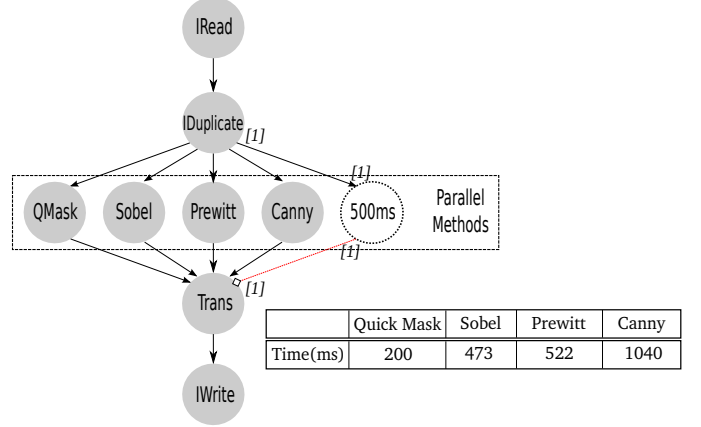 IRead
IDuplicate
[1]
[1]
QMask Sobel Prewitt Canny 500ms Parallel
Methods
[1]
[1]
Trans
Quick Mask Sobel Prewitt Canny
Time(ms) 200 473 522 1040
IWrite